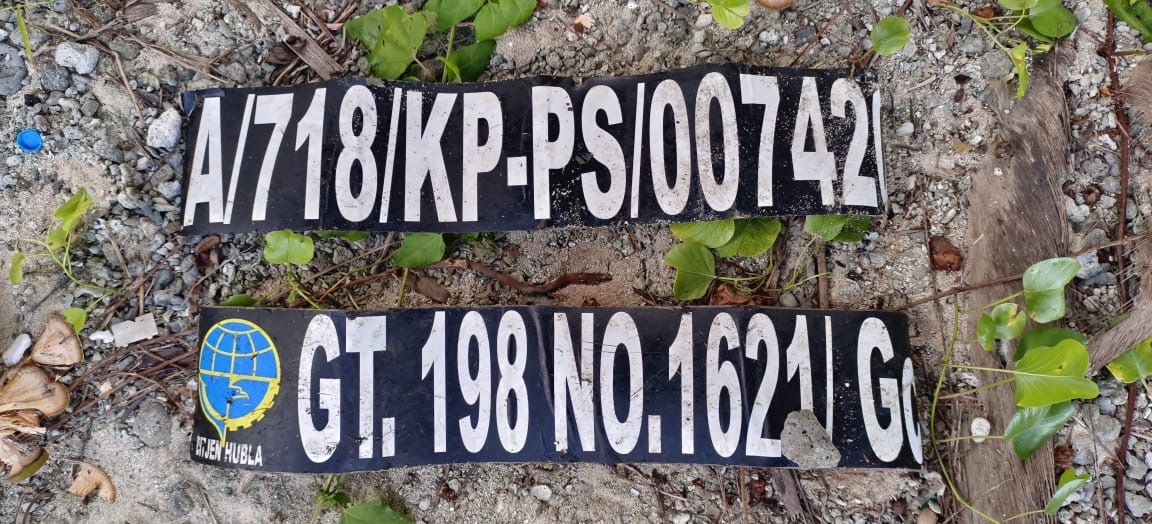 A/718/KP-PS/00742
GT. 198 NO.1621/ G
DITJEN HUBLA